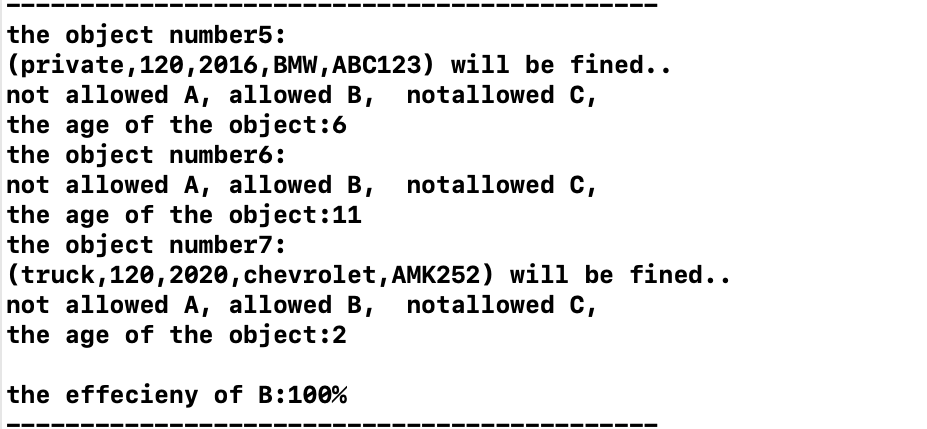 --------------------------------------------
the object number5:
(private,120,2016,BMW,ABC123) will be fined..
not allowed A, allowed B,  notallowed C,
the age of the object:6
the object number6:
not allowed A, allowed B,  notallowed C,
the age of the object:11
the object number7:
(truck,120,2020,chevrolet,AMK252) will be fined..
not allowed A, allowed B,  notallowed C,
the age of the object:2
the effecieny of B:100%
--------------------------------------------